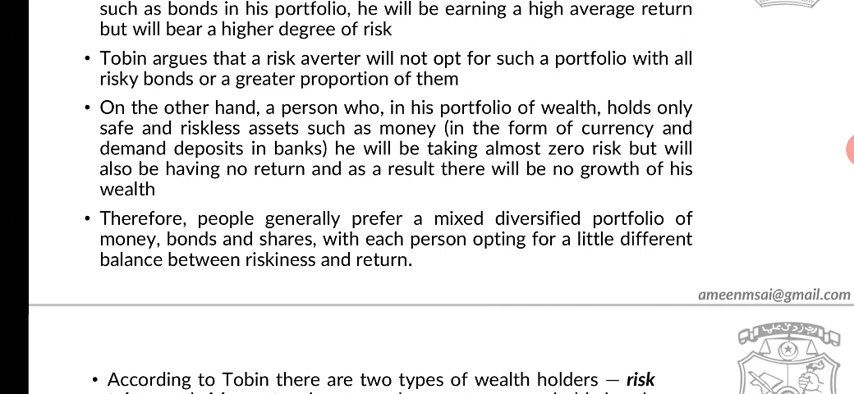 such as bonds in his portfolio, he will be earning a high average return
but will bear a higher degree of risk
• Tobin argues that a risk averter will not opt for such a portfolio with all
risky bonds or a greater proportion of them
• On the other hand, a person who, in his portfolio of wealth, holds only
safe and riskless assets such as money (in the form of currency and
demand deposits in banks) he will be taking almost zero risk but will
also be having no return and as a result there will be no growth of his
wealth
• Therefore, people generally prefer a mixed diversified portfolio of
money, bonds and shares, with each person opting for a little different
balance between riskiness and return.
ameenmsai@gmail.com
• According to Tobin there are two types of wealth holders — risk